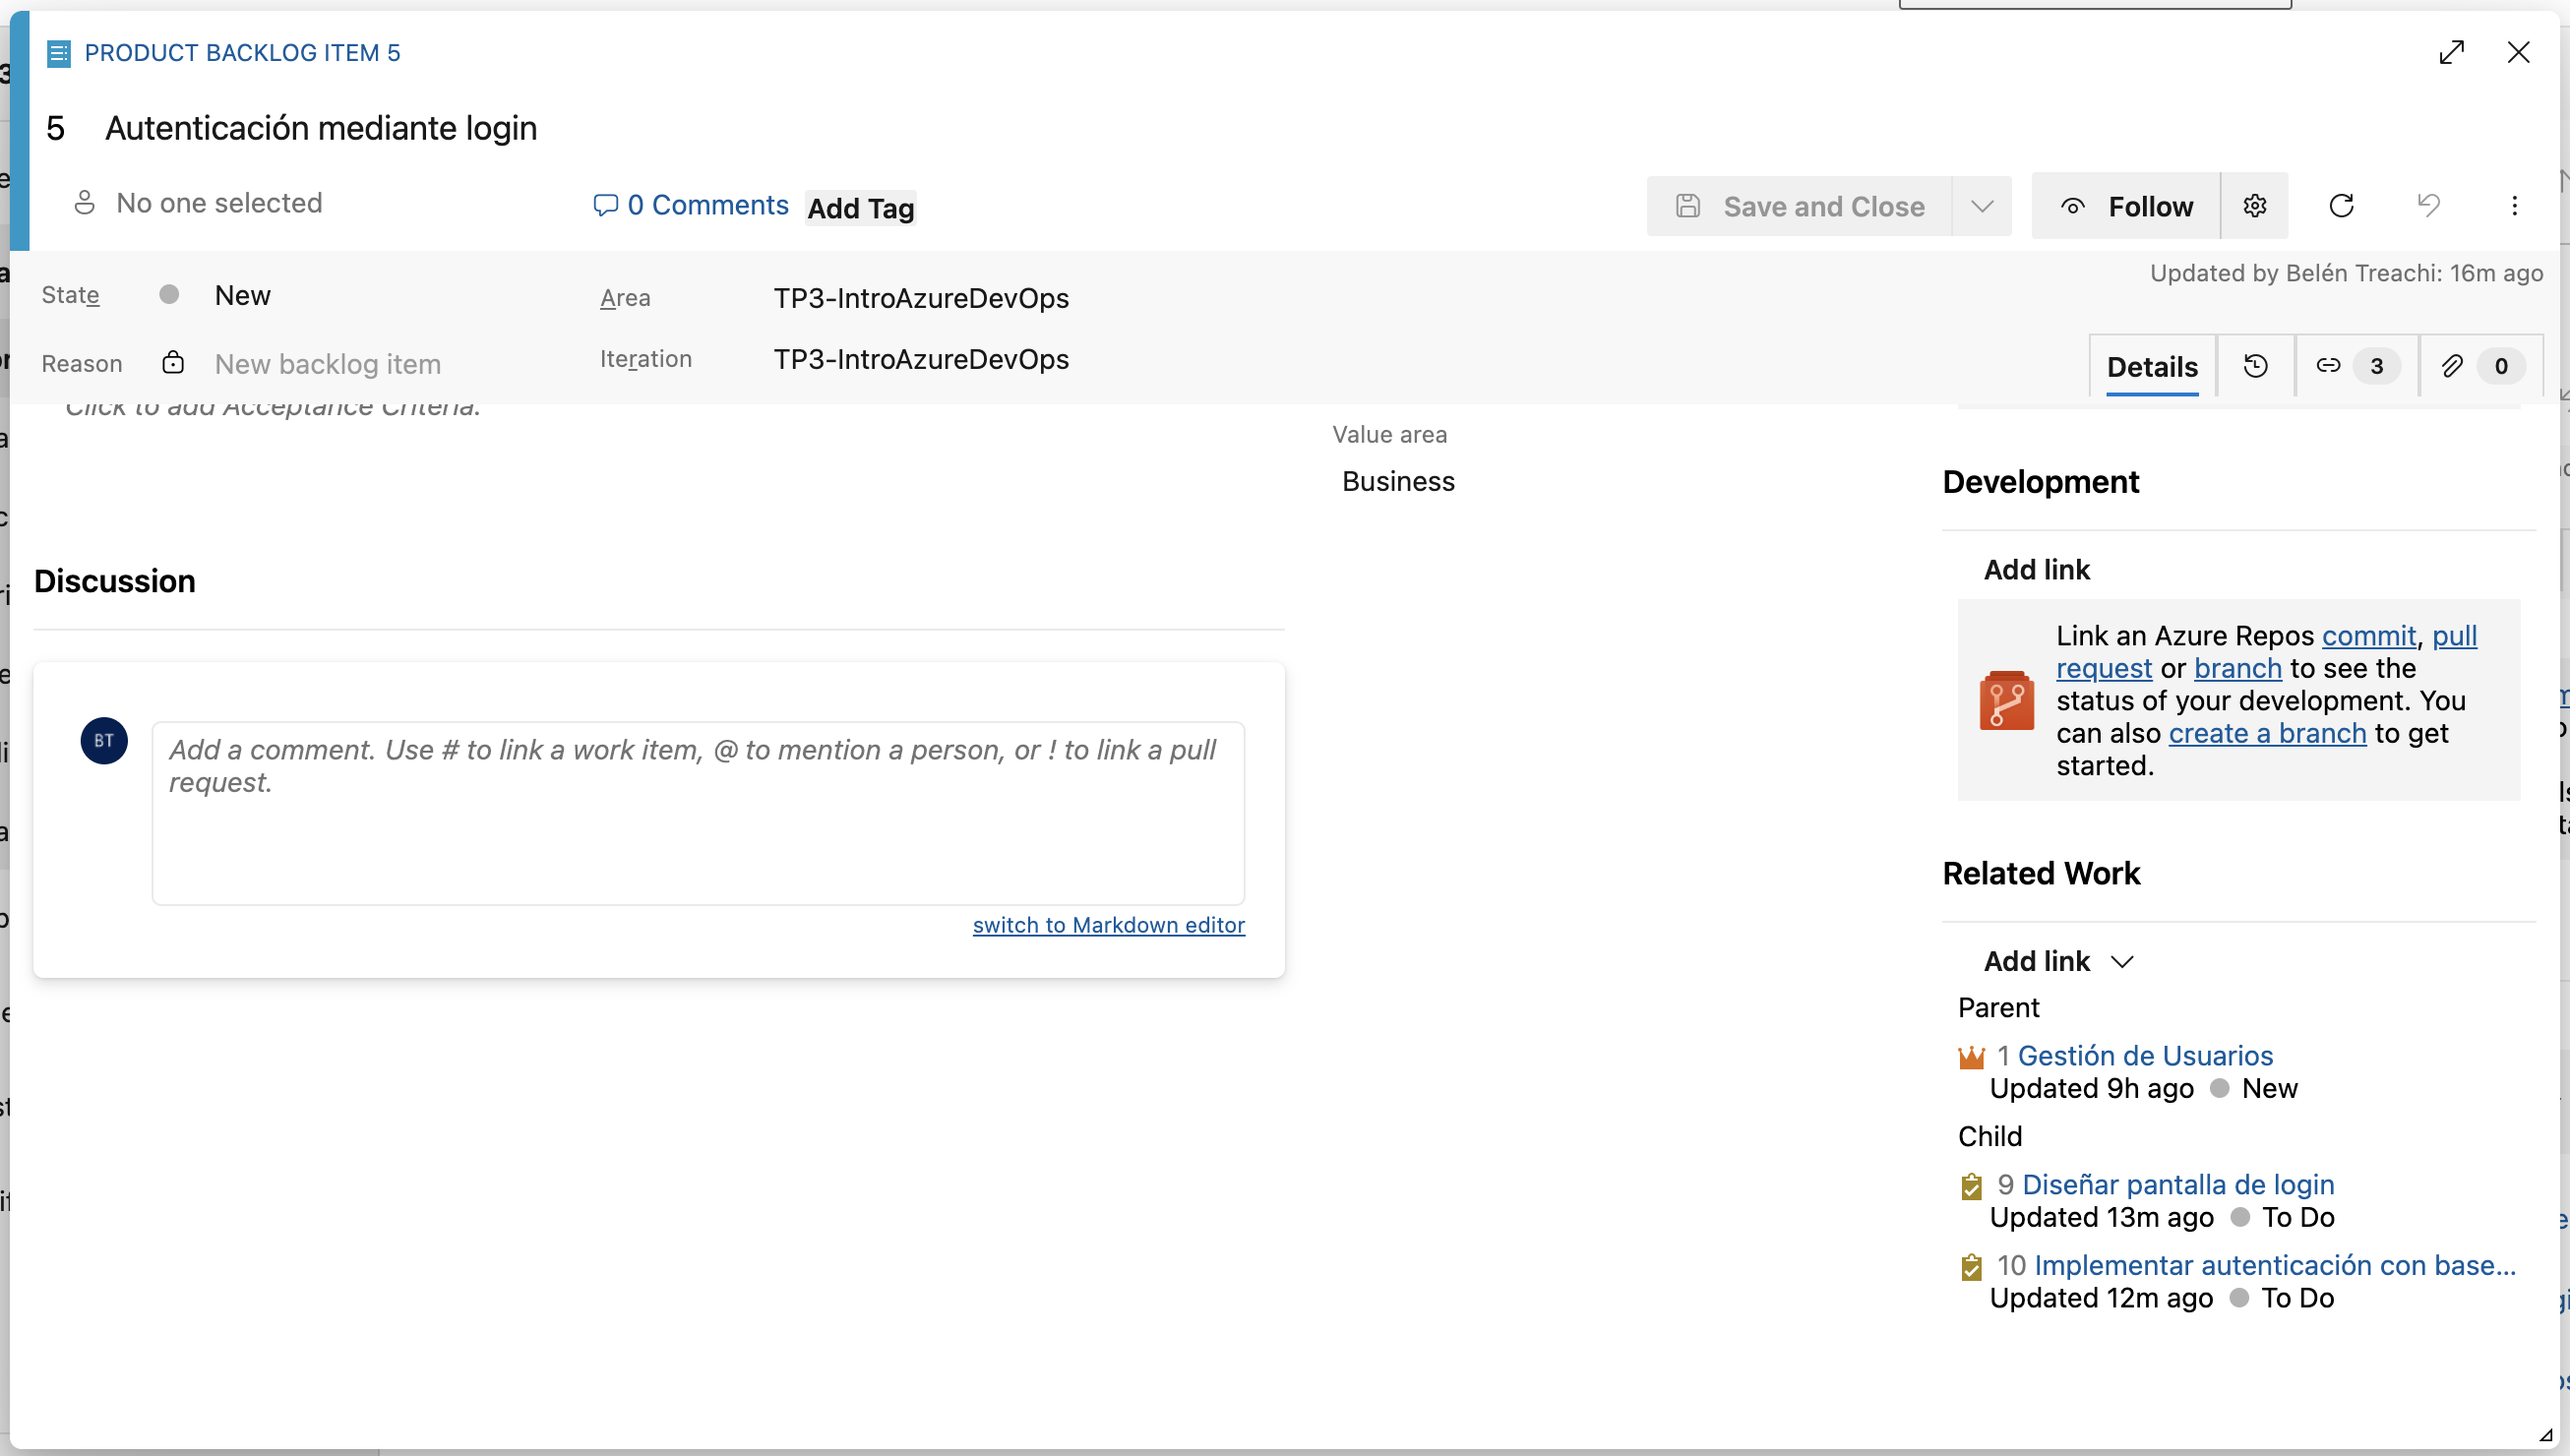 PRODUCT BACKLOG ITEM 5
5 Autenticación mediante login
No one selected
0 Comments
Add Tag
Save and Close
Follow
State
New
Area
TP3-IntroAzureDevOps
Updated by Belén Treachi: 16m ago
Reason
New backlog item
Iteration
TP3-IntroAzureDevOps
Details
3
0
Click to add Acceptance Criteria.
Value area
Business
Discussion
BT
Add a comment. Use # to link a work item, @ to mention a person, or ! to link a pull
request.
switch to Markdown editor
Development
Add link
Link an Azure Repos commit, pull
request or branch to see the
status of your development. You
can also create a branch to get
started.
Related Work
Add link
Parent
1 Gestión de Usuarios
Updated 9h ago New
Child
9 Diseñar pantalla de login
Updated 13m ago To Do
10 Implementar autenticación con base...
Updated 12m ago To Do